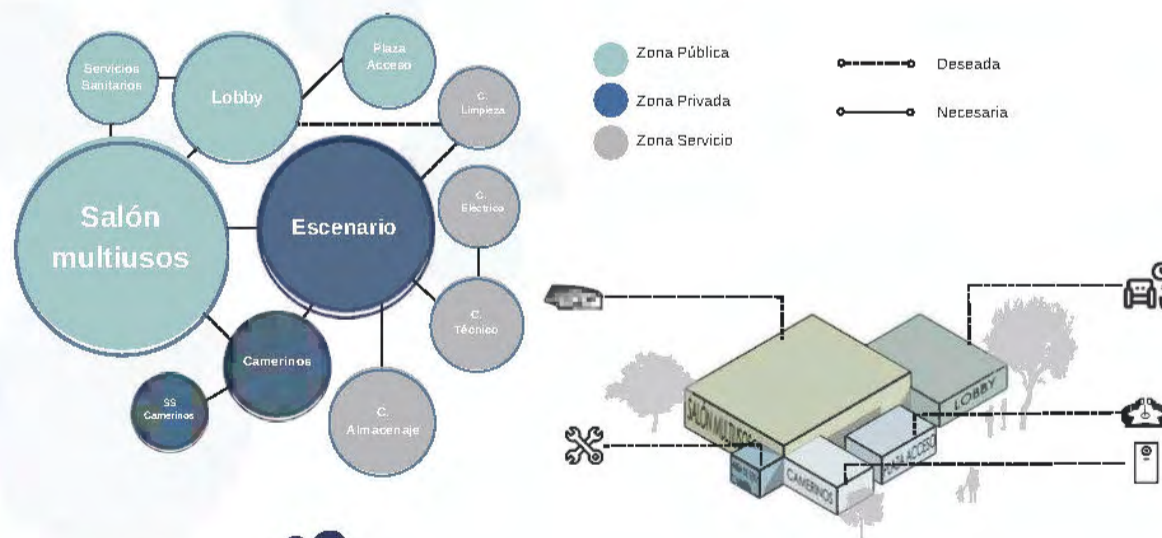 Servicios
Sanitarios
Lobby
Plaza
Acceso
C.
Limpieza
Salón
multiusos
Escenario
C.
Eléctrico
C.
Técnico
Camerinos
SS
Camerinos
C.
Almacenaje
Zona Pública
Zona Privada
Zona Servicio
Deseada
Necesaria
SALÓN MULTIUSOS
LOBBY
PLAZA ACCESO
CAMERINOS